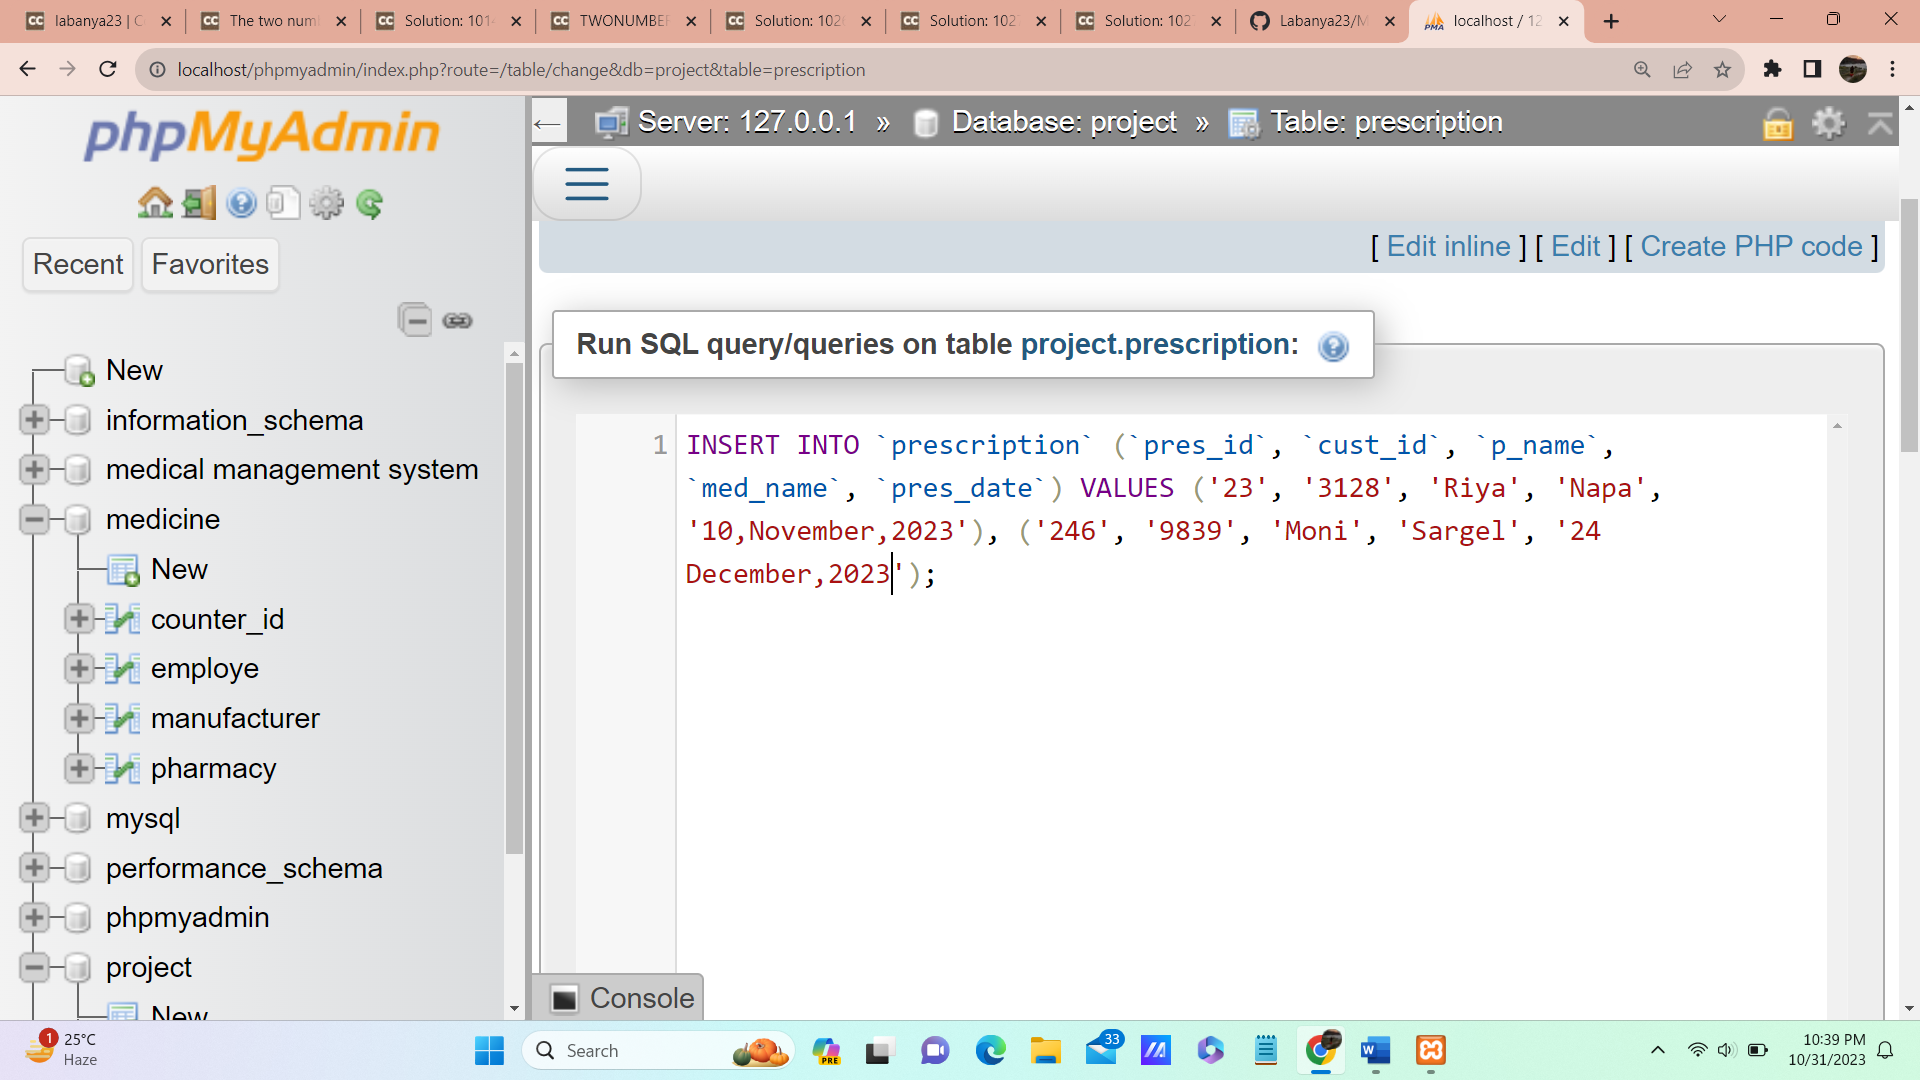 labanya23 | C
The two num
Solution: 101
TWONUMBE
Solution: 102
Solution: 102
Solution: 102
Labanya23/M
localhost / 12
localhost/phpmyadmin/index.php?route=/table/change&db=project&table=prescription
phpMyAdmin
Recent
Favorites
New
information_schema
medical management system
medicine
New
counter_id
employe
manufacturer
pharmacy
mysql
performance_schema
phpmyadmin
project
New
Server: 127.0.0.1 » Database: project » Table: prescription
[ Edit inline ] [ Edit ] [ Create PHP code ]
Run SQL query/queries on table project.prescription:
1 INSERT INTO `prescription` (`pres_id`, `cust_id`, `p_name`,
`med_name`, `pres_date`) VALUES ('23', '3128', 'Riya', 'Napa',
'10,November,2023'), ('246', '9839', 'Moni', 'Sargel', '24
December,2023');
Console
1
25°C
Haze
Search
PRE
33
10:39 PM
10/31/2023